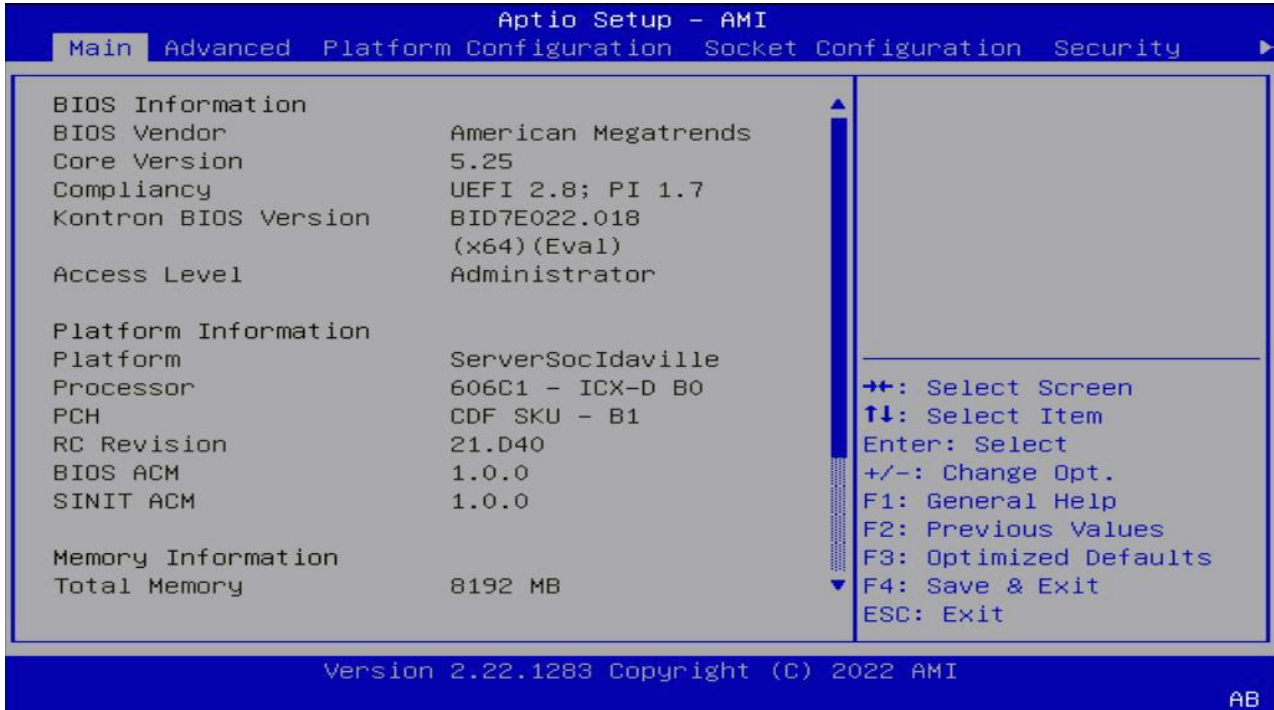 Aptio Setup - AMI
Main Advanced Platform Configuration Socket Configuration Security
BIOS Information
BIOS Vendor American Megatrends
Core Version 5.25
Compliancy UEFI 2.8; PI 1.7
Kontron BIOS Version BID7E022.018
(x64)(Eval)
Access Level Administrator
Platform Information
Platform ServerSocIdaville
Processor 606C1 - ICX-D B0
PCH CDF SKU - B1
RC Revision 21.D40
BIOS ACM 1.0.0
SINIT ACM 1.0.0
Memory Information
Total Memory 8192 MB
→←: Select Screen
↑↓: Select Item
Enter: Select
+/-: Change Opt.
F1: General Help
F2: Previous Values
F3: Optimized Defaults
F4: Save & Exit
ESC: Exit
Version 2.22.1283 Copyright (C) 2022 AMI
AB